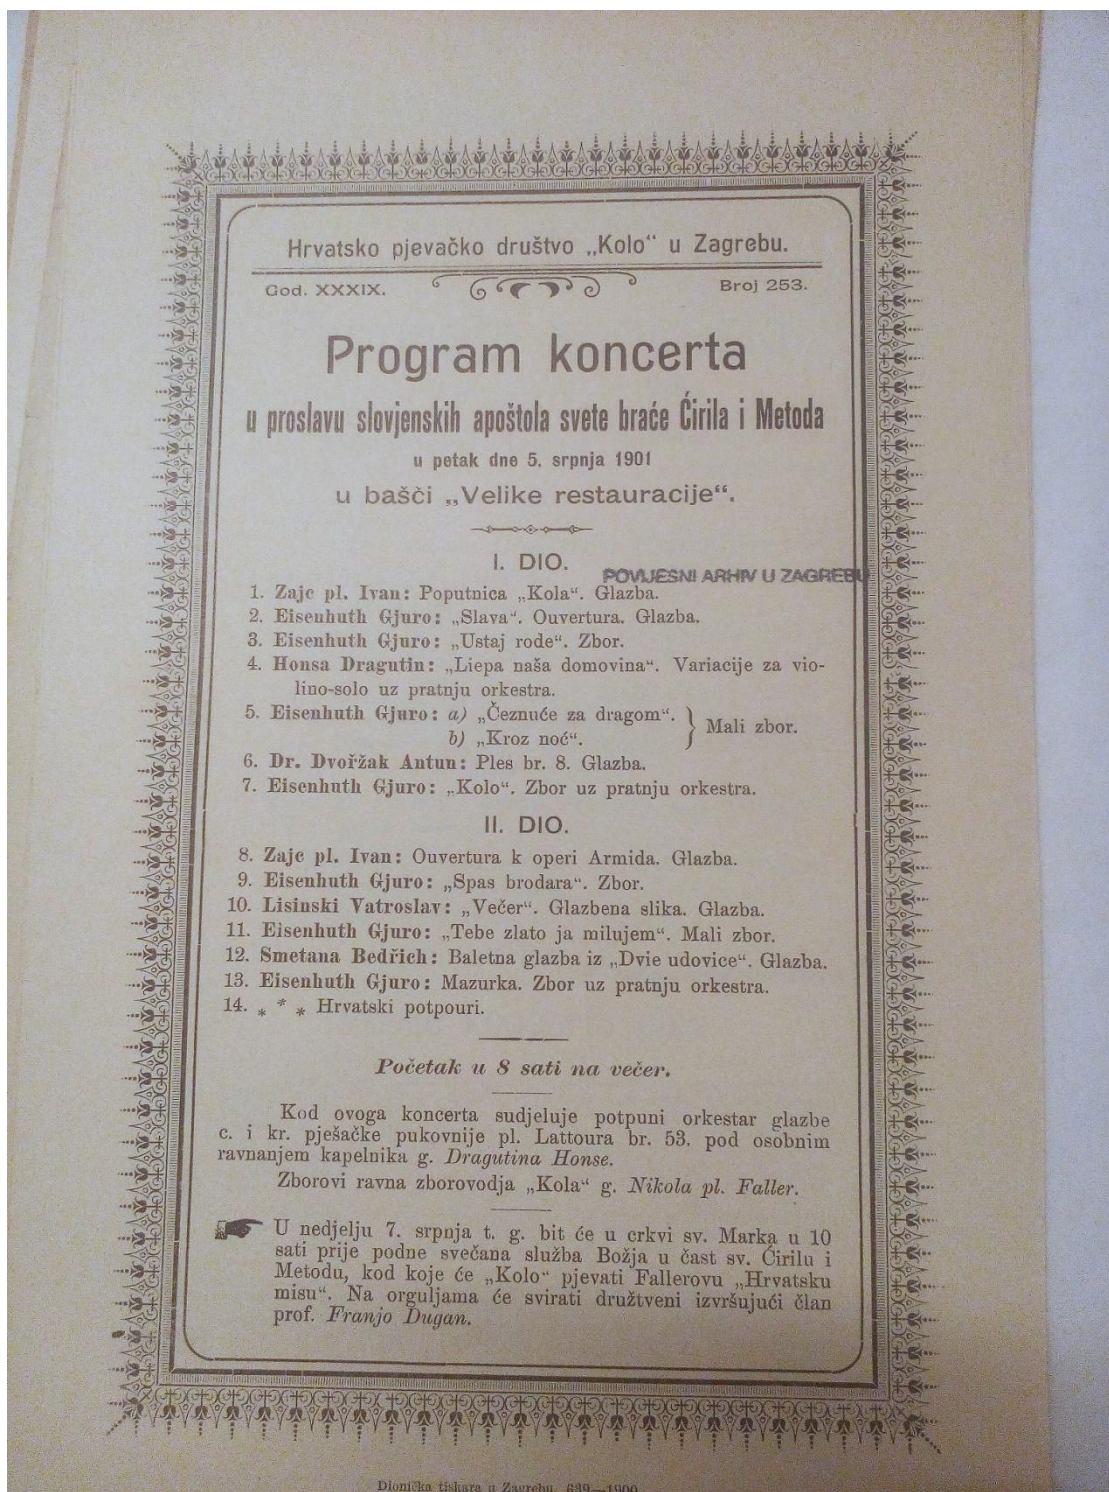 Hrvatsko pjevačko društvo „Kolo“ u Zagrebu.
God. XXXIX.
Broj 253.
Program koncerta
u proslavu slovjenskih apoštola svete braće Ćirila i Metoda
u petak dne 5. srpnja 1901
u bašči „Velike restauracije“.
I. DIO.
POVIJESNI ARHIV U ZAGREBU
1. Zajc pl. Ivan: Poputnica „Kola“. Glazba.
2. Eisenhuth Gjuro: „Slava“. Ouvertura. Glazba.
3. Eisenhuth Gjuro: „Ustaj rode“. Zbor.
4. Honsa Dragutin: „Liepa naša domovina“. Variacije za vio-
lino-solo uz pratnju orkestra.
5. Eisenhuth Gjuro: a) „Čeznuće za dragom“. } Mali zbor.
b) „Kroz noć“.
6. Dr. Dvořžak Antun: Ples br. 8. Glazba.
7. Eisenhuth Gjuro: „Kolo“. Zbor uz pratnju orkestra.
II. DIO.
8. Zajc pl. Ivan: Ouvertura k operi Armida. Glazba.
9. Eisenhuth Gjuro: „Spas brodara“. Zbor.
10. Lisinski Vatroslav: „Večer“. Glazbena slika. Glazba.
11. Eisenhuth Gjuro: „Tebe zlato ja milujem“. Mali zbor.
12. Smetana Bedřich: Baletna glazba iz „Dvie udovice“. Glazba.
13. Eisenhuth Gjuro: Mazurka. Zbor uz pratnju orkestra.
14. * * * Hrvatski potpouri.
Početak u 8 sati na večer.
Kod ovoga koncerta sudjeluje potpuni orkestar glazbe
c. i kr. pješačke pukovnije pl. Lattoura br. 53. pod osobnim
ravnanjem kapelnika g. Dragutina Honse.
Zborovi ravna zborovodja „Kola“ g. Nikola pl. Faller.
U nedjelju 7. srpnja t. g. bit će u crkvi sv. Marka u 10
sati prije podne svečana služba Božja u čast sv. Ćirilu i
Metodu, kod koje će „Kolo“ pjevati Fallerovu „Hrvatsku
misu“. Na orguljama će svirati družtveni izvršujući član
prof. Franjo Dugan.
Dionička tiskara u Zagrebu. 639—1900